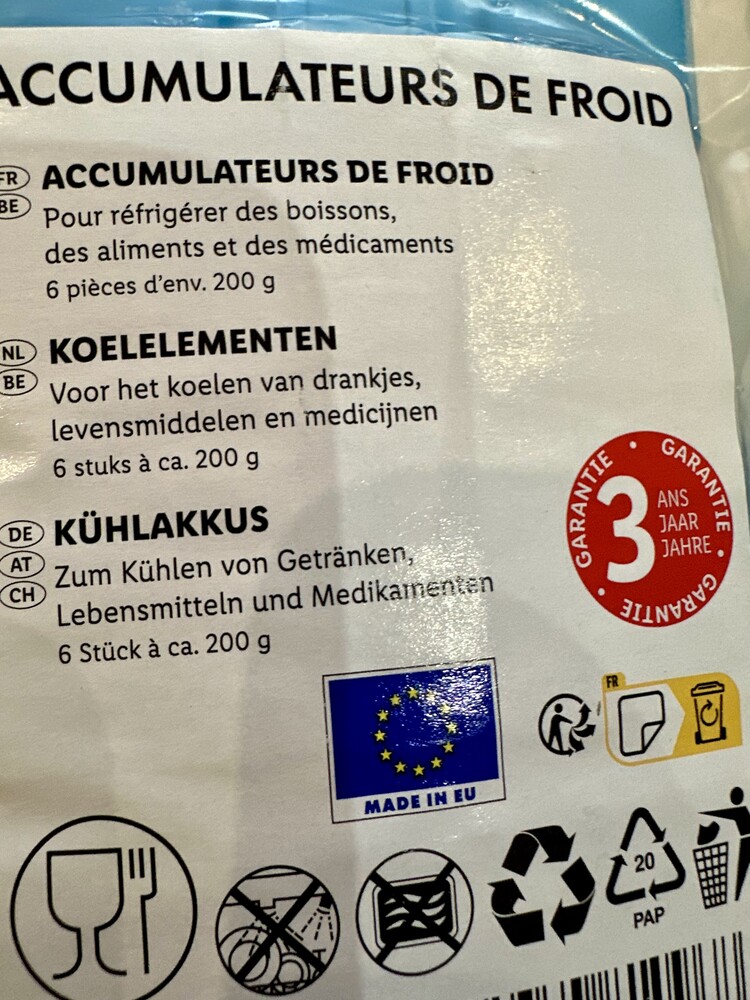 ACCUMULATEURS DE FROID
FR ACCUMULATEURS DE FROID
BE Pour réfrigérer des boissons,
des aliments et des médicaments
6 pièces d’env. 200 g
NL KOELELEMENTEN
BE Voor het koelen van drankjes,
levensmiddelen en medicijnen
6 stuks à ca. 200 g
DE KÜHLAKKUS
AT Zum Kühlen von Getränken,
CH Lebensmitteln und Medikamenten
6 Stück à ca. 200 g
GARANTIE • GARANTIE • GARANTIE •
3 ANS
JAAR
JAHRE
FR
MADE IN EU
20
PAP